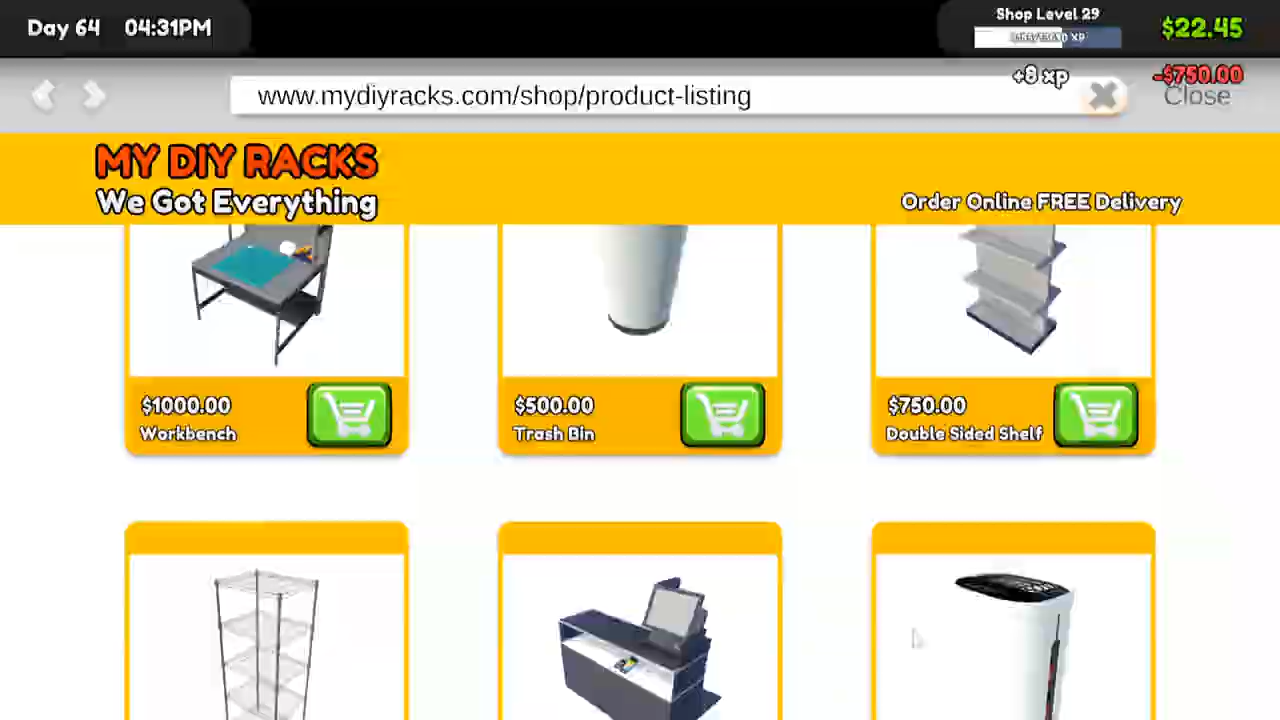 Day 64 04:31PM
Shop Level 29
$22.45
+8 xp
-$750.00
www.mydiyracks.com/shop/product-listing
Close
MY DIY RACKS
We Got Everything
Order Online FREE Delivery
$1000.00
Workbench
$500.00
Trash Bin
$750.00
Double Sided Shelf